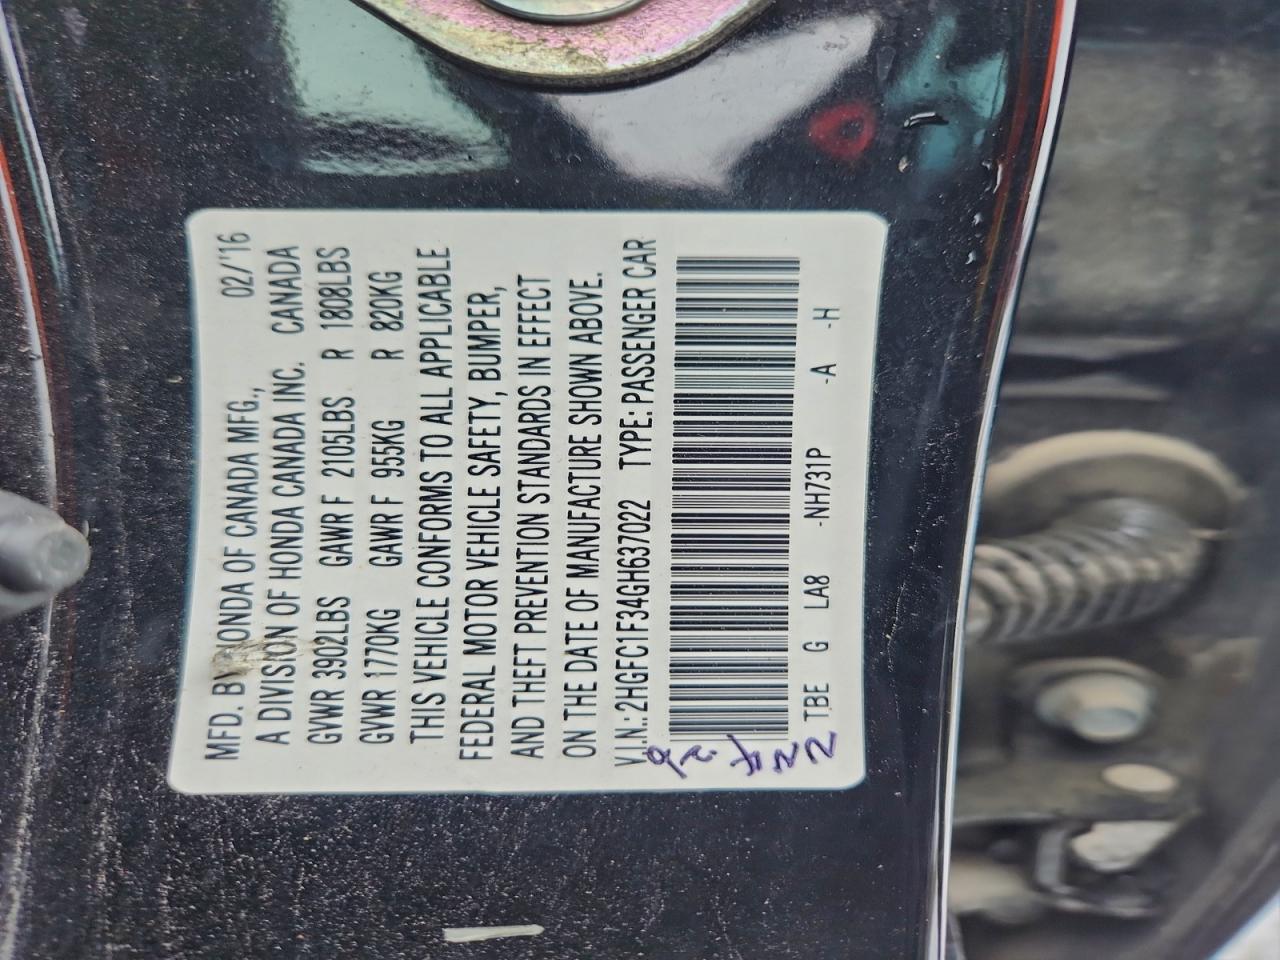 MFD. BY HONDA OF CANADA MFG., 02/'16
A DIVISION OF HONDA CANADA INC. CANADA
GVWR 3902LBS GAWR F 2105LBS R 1808LBS
GVWR 1770KG GAWR F 955KG R 820KG
THIS VEHICLE CONFORMS TO ALL APPLICABLE
FEDERAL MOTOR VEHICLE SAFETY, BUMPER,
AND THEFT PREVENTION STANDARDS IN EFFECT
ON THE DATE OF MANUFACTURE SHOWN ABOVE.
V.I.N.: 2HGFC1F34GH637022 TYPE: PASSENGER CAR
TBE G LA8 -NH731P -A -H